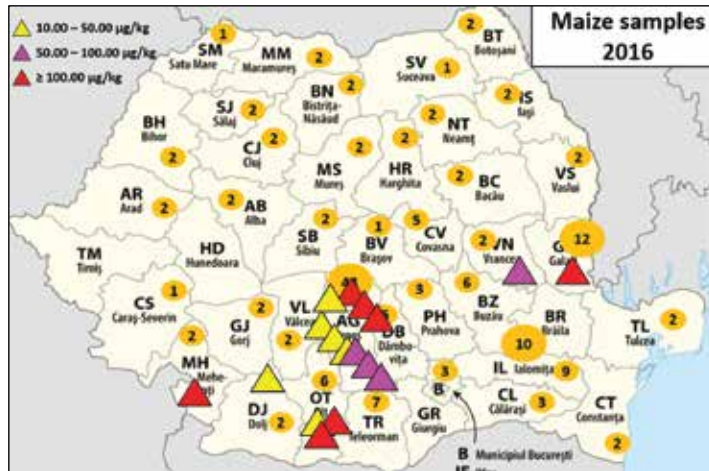 10.00 – 50.00 µg/kg
50.00 – 100.00 µg/kg
≥ 100.00 µg/kg
Maize samples
2016
1
SM
Satu Mare
MM
2
Maramureș
2
BT
Botoșani
SV
Suceava
1
BN
2
Bistrița-
Năsăud
2
Iași
SJ
2
Sălaj
BH
Bihor
2
CJ
2
Cluj
2
NT
Neamț
MS
2
Mureș
2
HR
Harghita
2
BC
Bacău
2
VS
Vaslui
AR
Arad
2
2
AB
Alba
TM
Timiș
HD
Hunedoara
SB
2
Sibiu
1
BV
Brașov
5
CV
Covasna
2
VN
12
CS
1
Caraș-Severin
GJ
2
Gorj
VL
2
AG
DB
3
PH
Prahova
6
BZ
Buzău
BR
Brăila
TL
2
Tulcea
2
MH
10
IL
Ialomița
9
DJ
2
Dolj
6
OT
7
TR
Teleorman
GR
Giurgiu
3
B
CL
3
Călărași
CT
Constanța
2
B Municipiul București